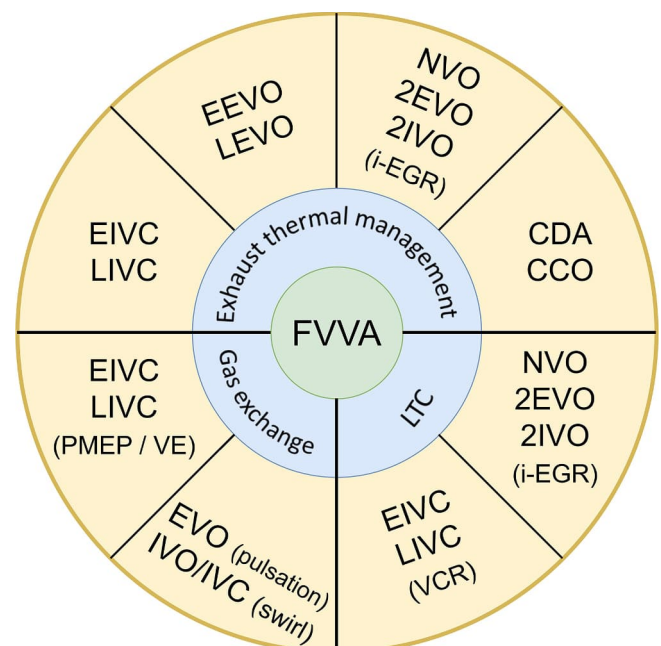 NVO
2EVO
2IVO
(i-EGR)
EEVO
LEVO
EIVC
LIVC
CDA
CCO
Exhaust thermal management
FVVA
Gas exchange
LTC
EIVC
LIVC
(PMEP / VE)
NVO
2EVO
2IVO
(i-EGR)
EVO (pulsation)
IVO/IVC (swirl)
EIVC
LIVC
(VCR)